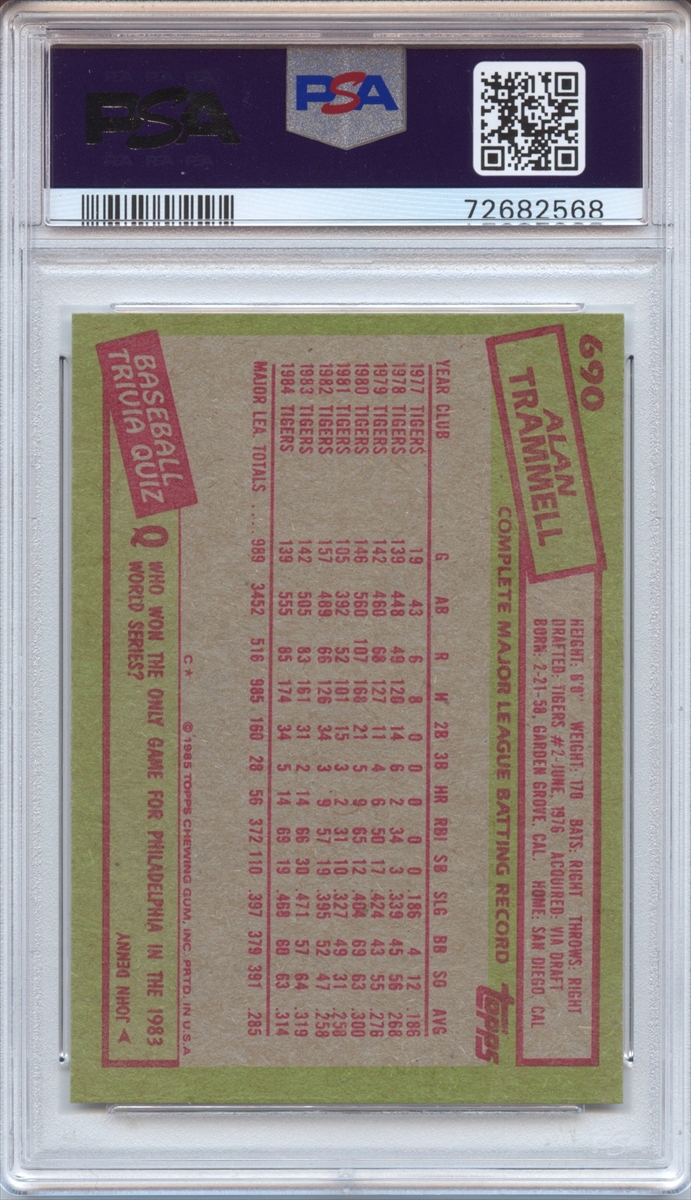 PSA
PSA
72682568
690
ALAN
TRAMMELL
HEIGHT: 6'0" WEIGHT: 170 BATS: RIGHT THROWS: RIGHT
DRAFTED: TIGERS #2-JUNE, 1976 ACQUIRED: VIA DRAFT
BORN: 2-21-58, GARDEN GROVE, CAL. HOME: SAN DIEGO, CAL
COMPLETE MAJOR LEAGUE BATTING RECORD
topps
YEAR CLUB G AB R H 2B 3B HR RBI SB SLG BB SO AVG
1977 TIGERS 19 43 6 8 0 0 0 0 0 .186 4 12 .186
1978 TIGERS 139 448 49 120 14 6 2 34 3 .339 45 56 .268
1979 TIGERS 142 460 68 127 11 4 6 50 17 .424 43 55 .276
1980 TIGERS 146 560 107 168 21 5 9 65 12 .404 69 63 .300
1981 TIGERS 105 392 52 101 15 3 2 31 10 .327 49 31 .258
1982 TIGERS 157 489 66 126 34 3 9 57 19 .395 52 47 .258
1983 TIGERS 142 505 83 161 31 2 14 66 30 .471 57 64 .319
1984 TIGERS 139 555 85 174 34 5 14 69 19 .468 60 63 .314
MAJOR LEA. TOTALS .... 989 3452 516 985 160 28 56 372 110 .397 379 391 .285
C* © 1985 TOPPS CHEWING GUM, INC. PRTD. IN U.S.A
BASEBALL
TRIVIA QUIZ
Q WHO WON THE ONLY GAME FOR PHILADELPHIA IN THE 1983
WORLD SERIES?
JOHN DENNY